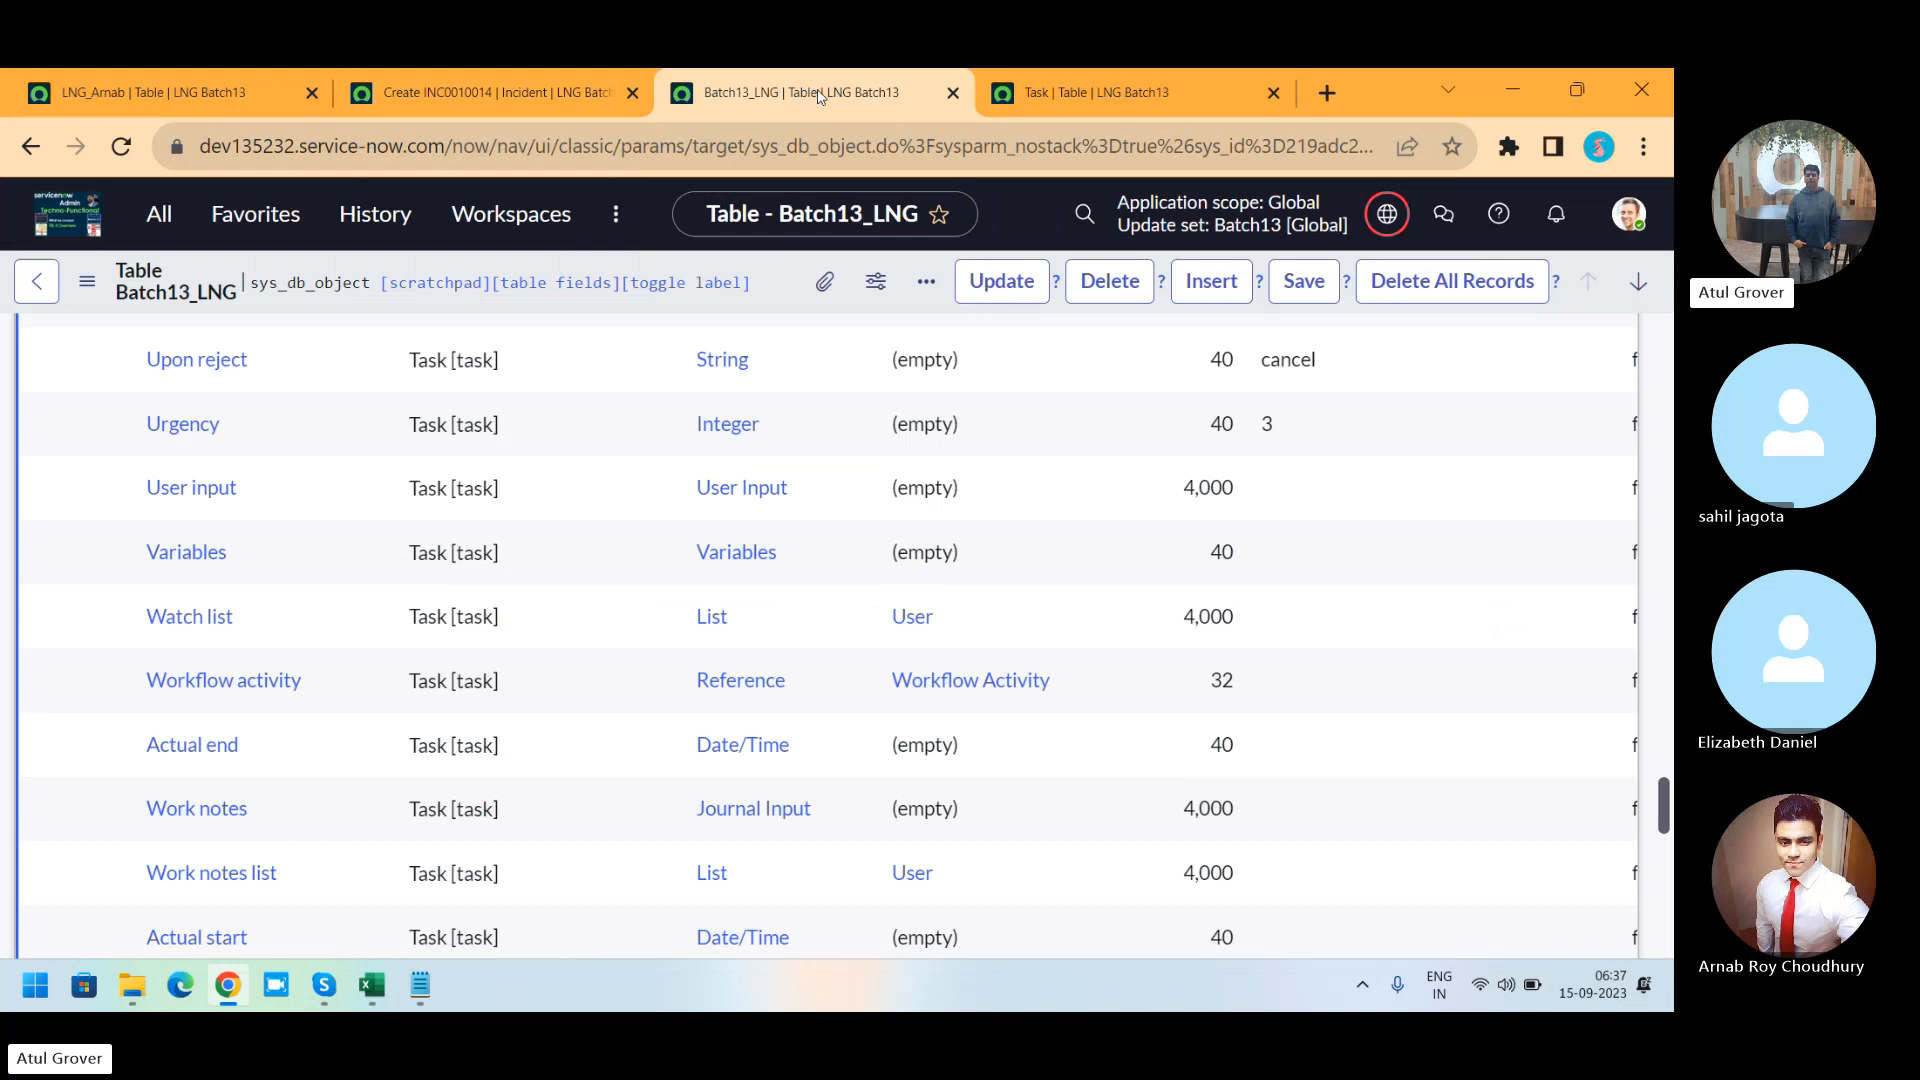 LNG_Arnab | Table | LNG Batch13
Create INC0010014 | Incident | LNG Batc
Batch13_LNG | Table | LNG Batch13
Task | Table | LNG Batch13
dev135232.service-now.com/now/nav/ui/classic/params/target/sys_db_object.do%3Fsysparm_nostack%3Dtrue%26sys_id%3D219adc2...
servicenow
Admin
Techno-Functional
All
Favorites
History
Workspaces
Table - Batch13_LNG
Application scope: Global
Update set: Batch13 [Global]
Table
Batch13_LNG
sys_db_object [scratchpad][table fields][toggle label]
Update ?
Delete ?
Insert ?
Save ?
Delete All Records ?
Upon reject Task [task] String (empty) 40 cancel f
Urgency Task [task] Integer (empty) 40 3 f
User input Task [task] User Input (empty) 4,000 f
Variables Task [task] Variables (empty) 40 f
Watch list Task [task] List User 4,000 f
Workflow activity Task [task] Reference Workflow Activity 32 f
Actual end Task [task] Date/Time (empty) 40 f
Work notes Task [task] Journal Input (empty) 4,000 f
Work notes list Task [task] List User 4,000 f
Actual start Task [task] Date/Time (empty) 40 f
ENG
IN
06:37
15-09-2023
Atul Grover
sahil jagota
Elizabeth Daniel
Arnab Roy Choudhury
Atul Grover